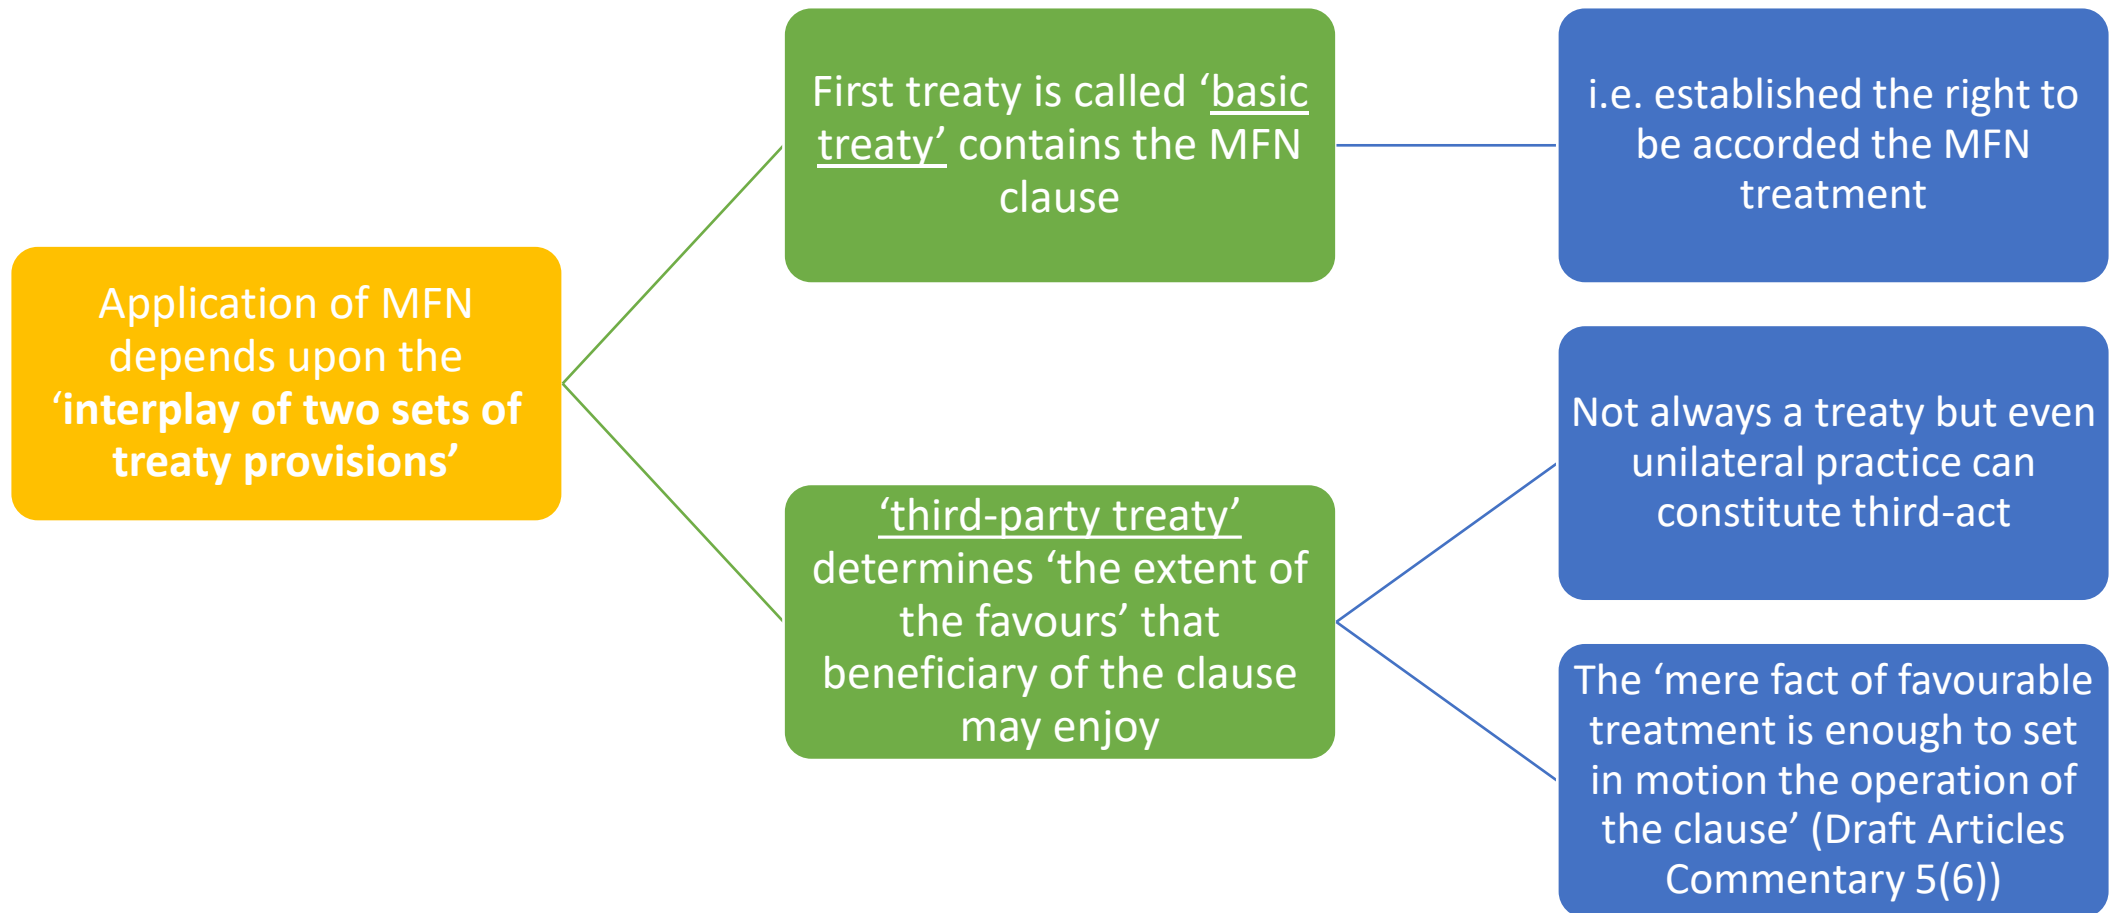 Application of MFN
depends upon the
‘interplay of two sets of
treaty provisions’
First treaty is called ‘basic
treaty’ contains the MFN
clause
i.e. established the right to
be accorded the MFN
treatment
‘third-party treaty’
determines ‘the extent of
the favours’ that
beneficiary of the clause
may enjoy
Not always a treaty but even
unilateral practice can
constitute third-act
The ‘mere fact of favourable
treatment is enough to set
in motion the operation of
the clause’ (Draft Articles
Commentary 5(6))